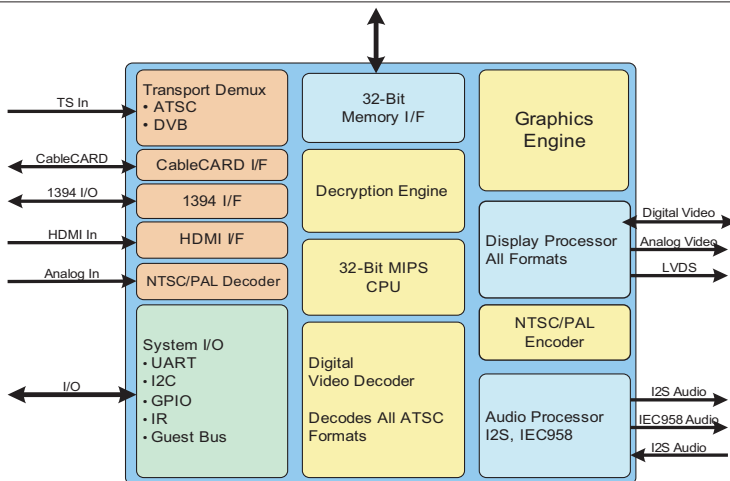 TS In
CableCARD
1394 I/O
HDMI In
Analog In
I/O
Transport Demux
• ATSC
• DVB
CableCARD I/F
1394 I/F
HDMI I/F
NTSC/PAL Decoder
System I/O
• UART
• I2C
• GPIO
• IR
• Guest Bus
32-Bit
Memory I/F
Decryption Engine
32-Bit MIPS
CPU
Digital
Video Decoder
Decodes All ATSC
Formats
Graphics
Engine
Display Processor
All Formats
NTSC/PAL
Encoder
Audio Processor
I2S, IEC958
Digital Video
Analog Video
LVDS
I2S Audio
IEC958 Audio
I2S Audio